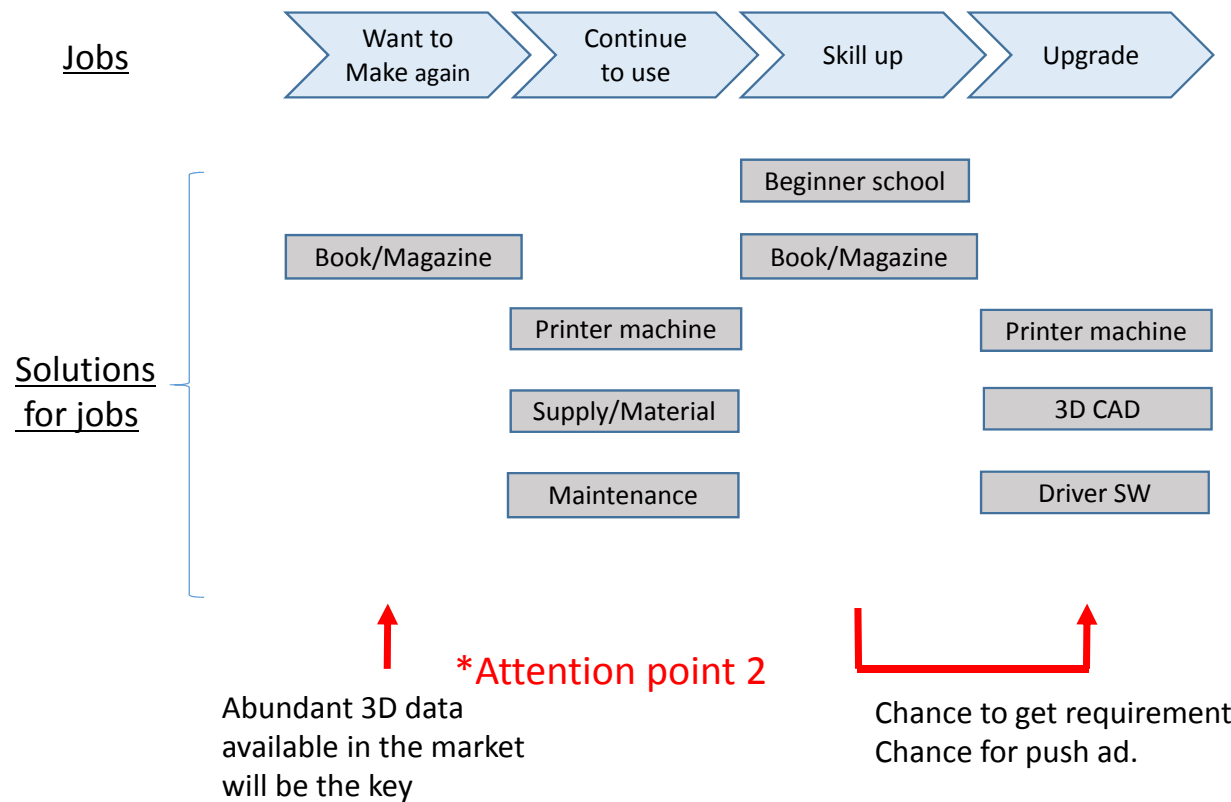 Jobs
Want to
Make again
Continue
to use
Skill up
Upgrade
Solutions
for jobs
Beginner school
Book/Magazine
Book/Magazine
Printer machine
Printer machine
Supply/Material
3D CAD
Maintenance
Driver SW
*Attention point 2
Abundant 3D data
available in the market
will be the key
Chance to get requirement
Chance for push ad.